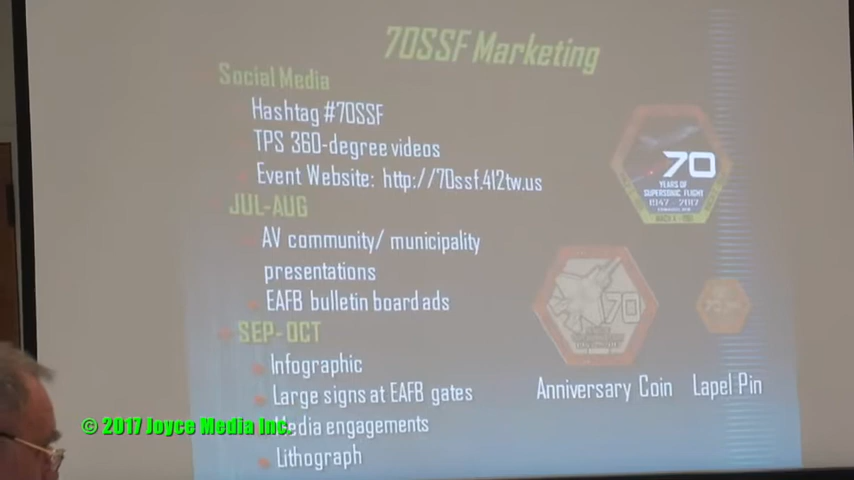 70SSF Marketing
Social Media
Hashtag #70SSF
TPS 360-degree videos
Event Website: http://70ssf.412tw.us
JUL-AUG
AV community/ municipality
presentations
EAFB bulletin board ads
SEP-OCT
Infographic
Large signs at EAFB gates
Media engagements
Lithograph
70
YEARS OF
SUPERSONIC FLIGHT
1947 - 2017
70
Anniversary Coin
Lapel Pin
© 2017 Joyce Media Inc.